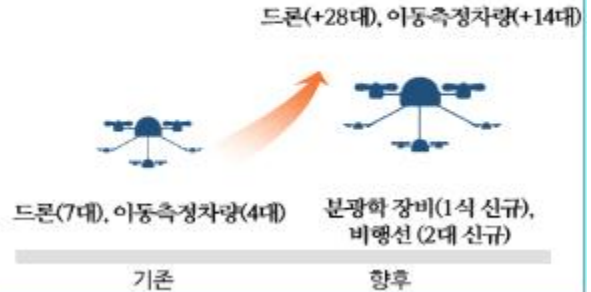 드론(+28대), 이동측정차량(+14대)
드론(7대), 이동측정차량(4대)
분광학 장비(1식 신규),
비행선 (2대 신규)
기존
향후